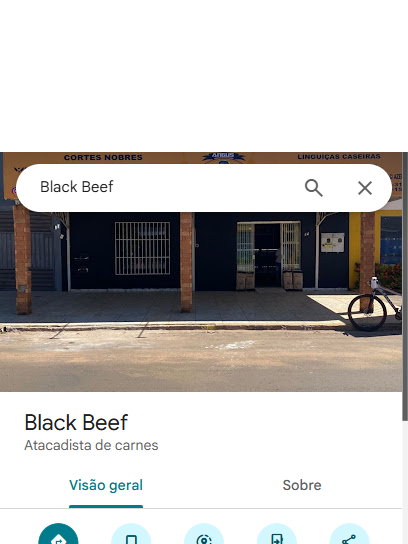 CORTES NOBRES
ANGUS
LINGUIÇAS CASEIRAS
Black Beef
Black Beef
Atacadista de carnes
Visão geral
Sobre